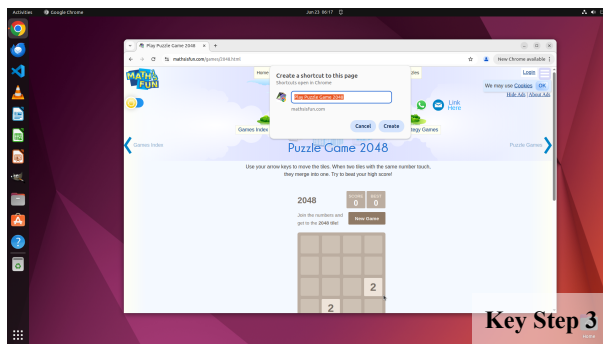 Activities
Google Chrome
Jun 23 06:17
Play Puzzle Game 2048
mathsisfun.com/games/2048.html
New Chrome available
MATHS
FUN
Home
Login
We may use Cookies OK
Hide Ads | About Ads
Create a shortcut to this page
Shortcuts open in Chrome
Play Puzzle Game 2048
mathsisfun.com
Cancel
Create
Link
Here
Games Index
Games Index
Puzzle Game 2048
Puzzle Games
Use your arrow keys to move the tiles. When two tiles with the same number touch,
they merge into one. Try to beat your high score!
2048
SCORE
0
BEST
0
Join the numbers and
get to the 2048 tile!
New Game
2
2
Key Step 3